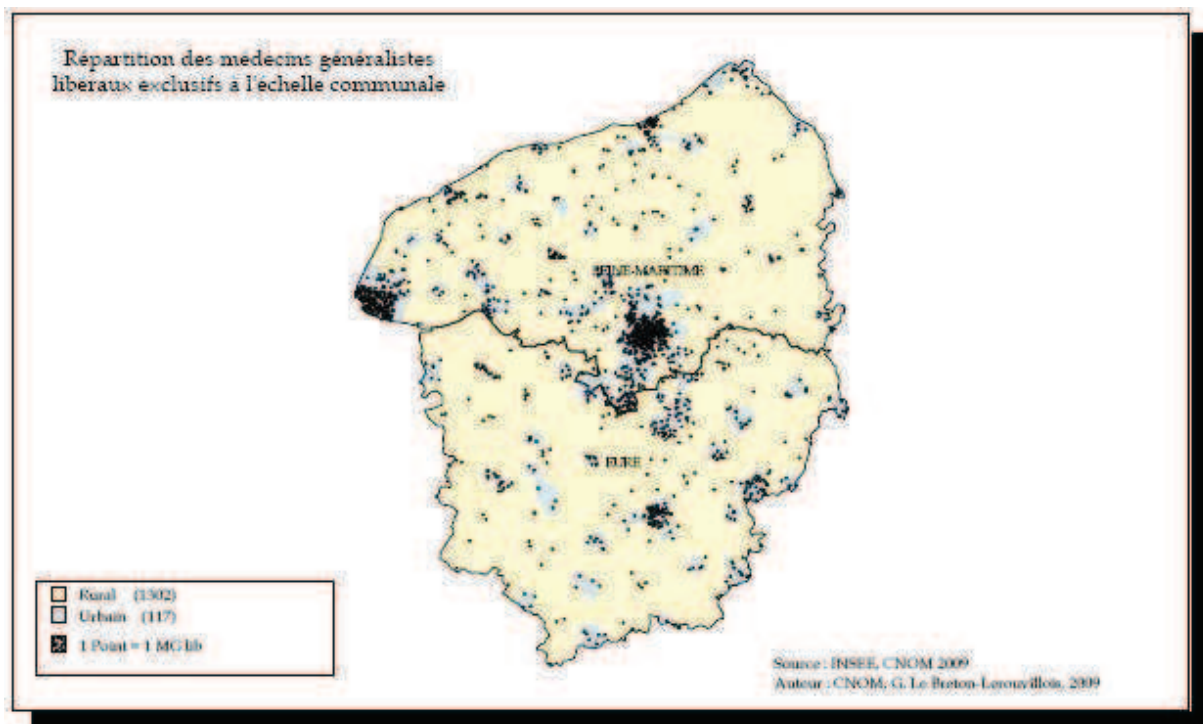 Répartition des médecins généralistes
libéraux exclusifs à l'échelle communale
SEINE-MARITIME
EURE
Rural (1302)
Urbain (117)
1 Point = 1 MG lib
Source : INSEE, CNOM 2009
Auteur : CNOM, G. Le Breton-Lerouvillois, 2009